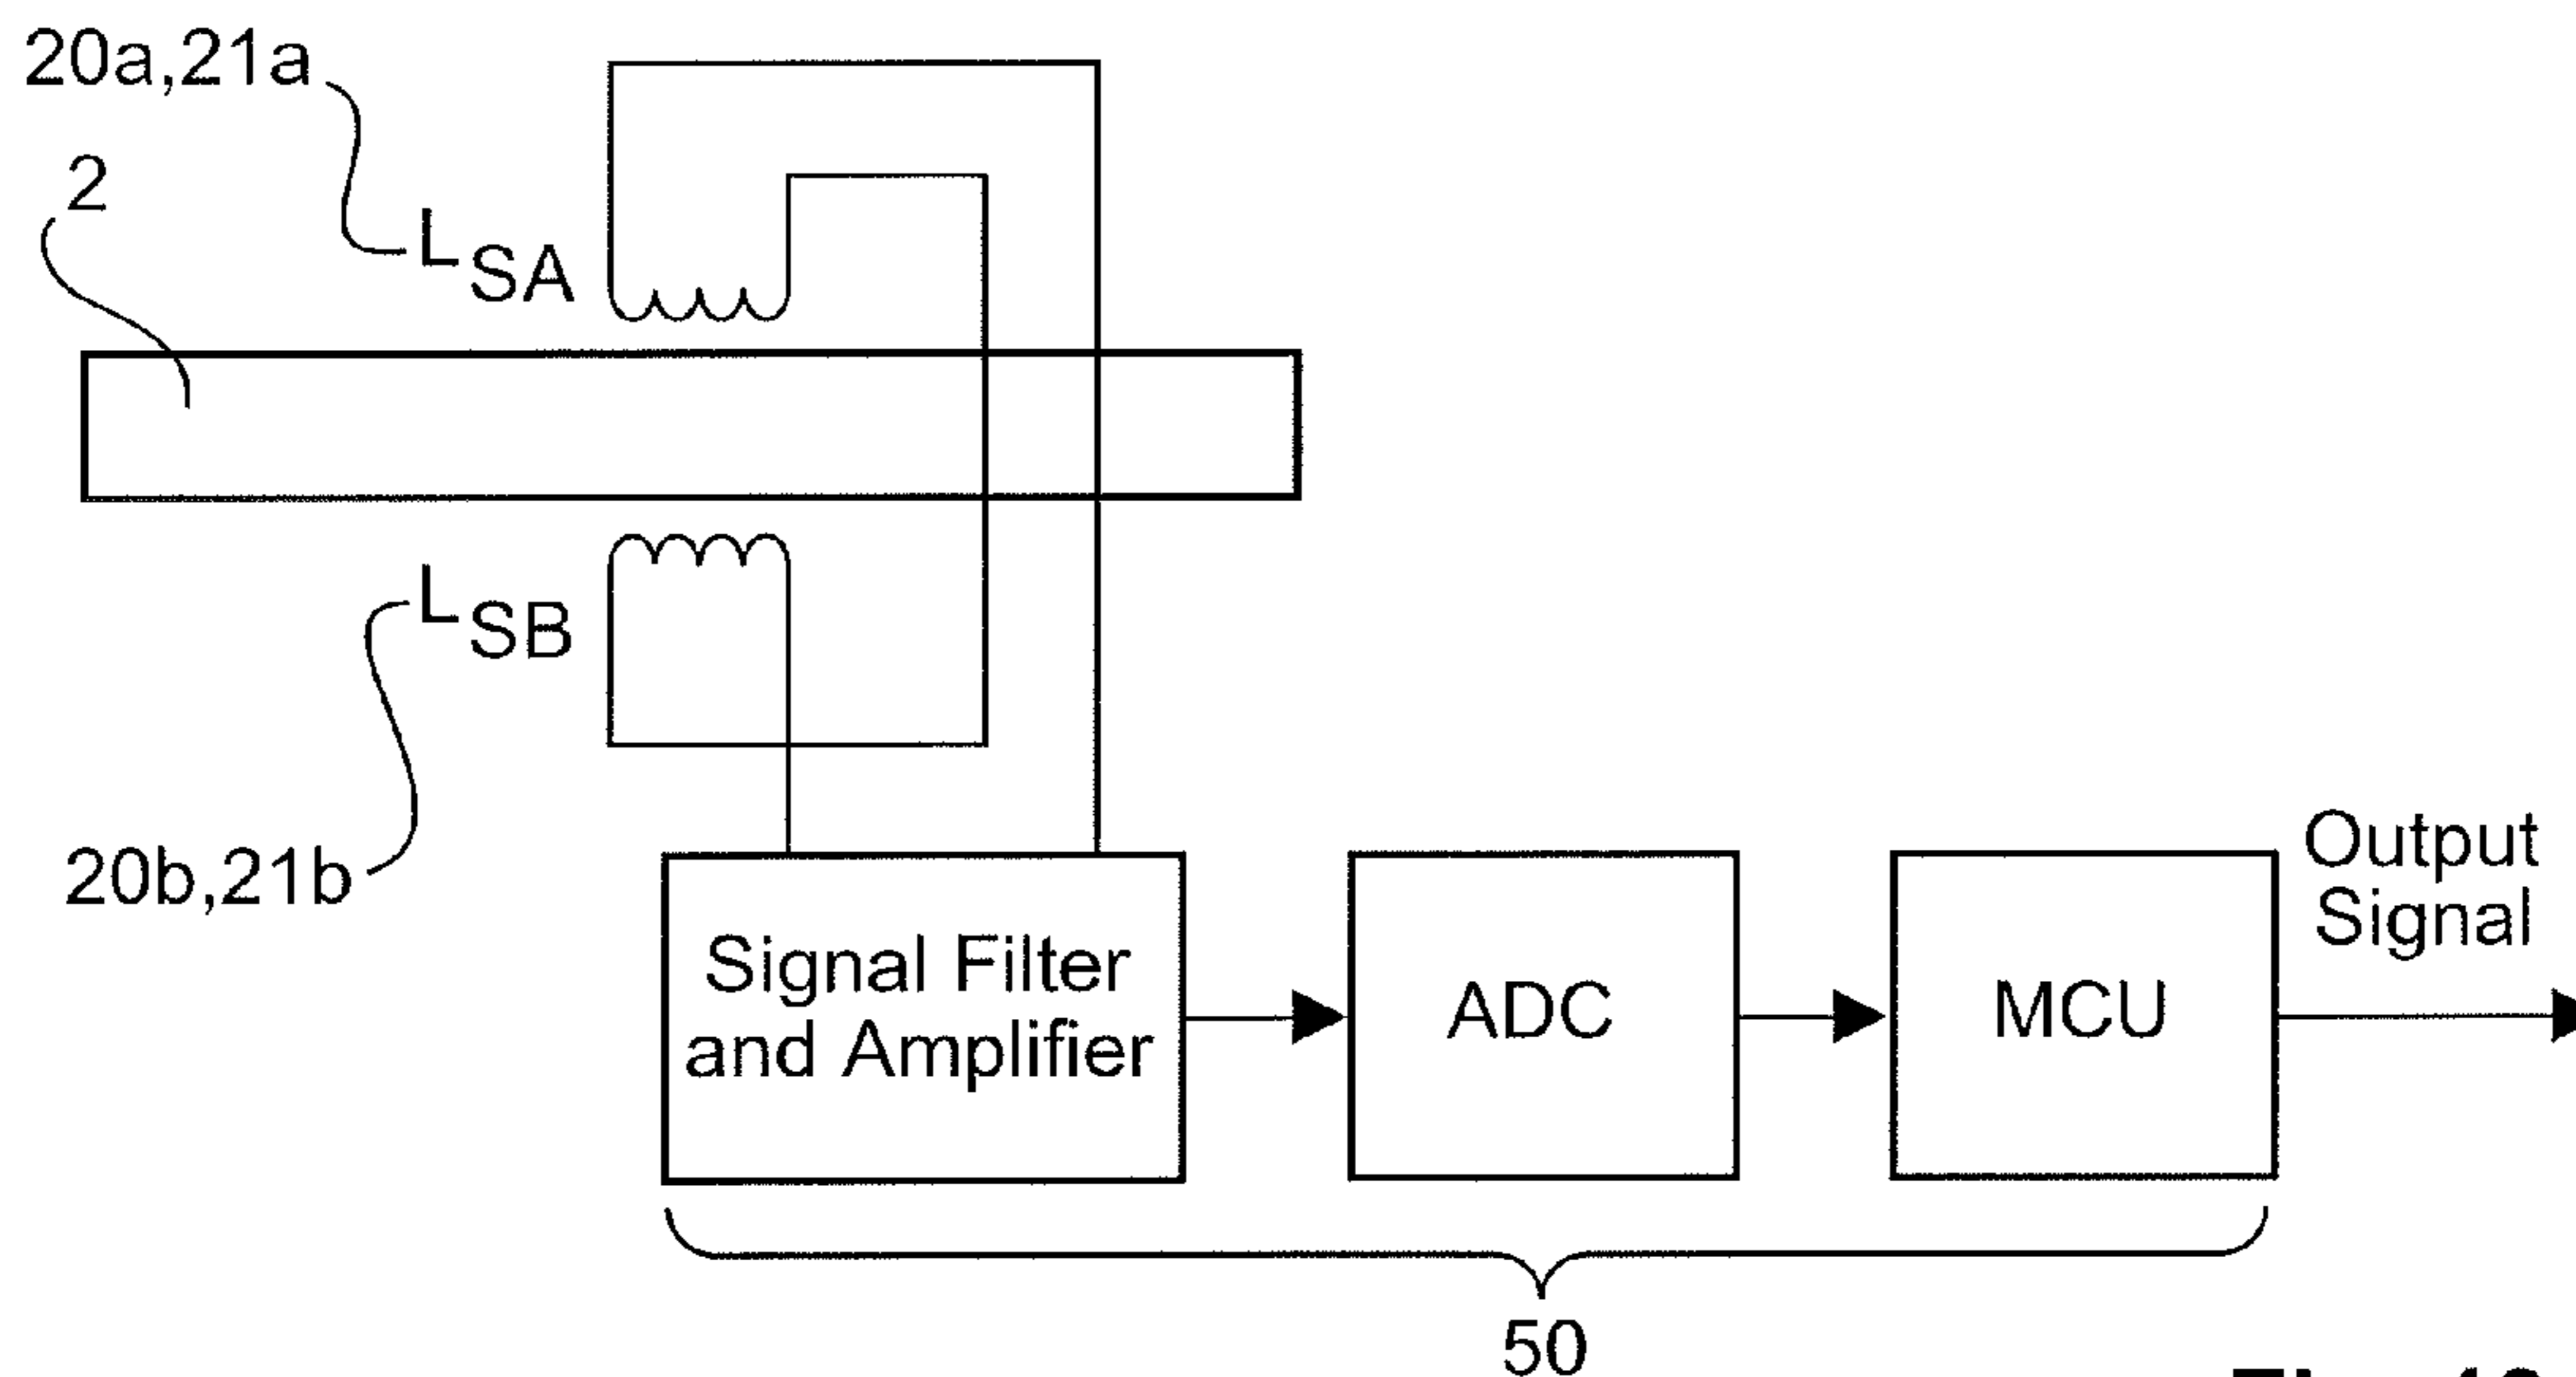 20a,21a
2
LSA
LSB
20b,21b
Signal Filter
and Amplifier
ADC
MCU
Output
Signal
50